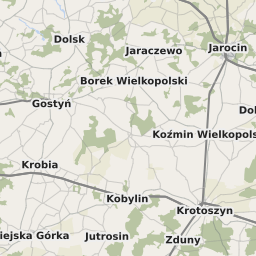 Dolsk
Jaraczewo
Jarocin
Borek Wielkopolski
Gostyń
Koźmin Wielkopols
Krobia
Kobylin
Krotoszyn
Jutrosin
Zduny